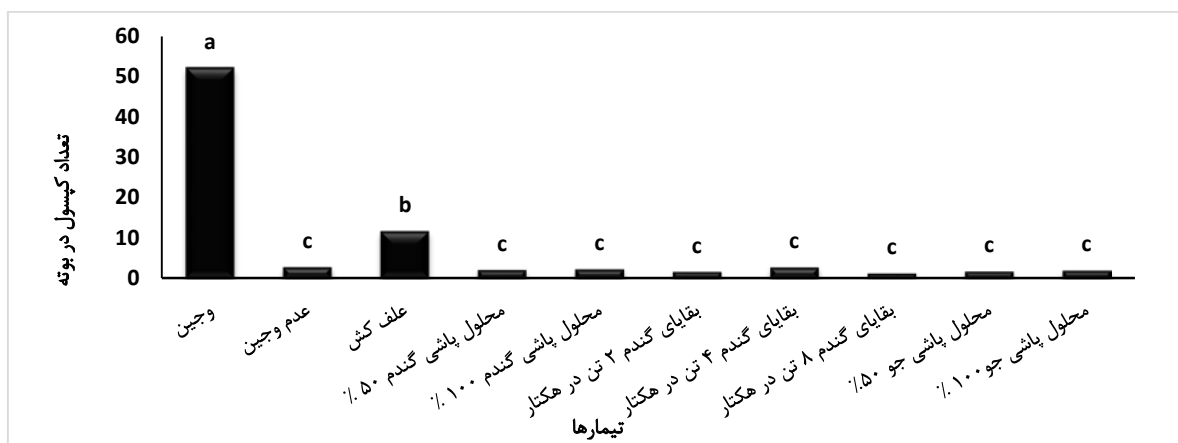 تعداد کپسول در بوته
60
50
40
30
20
10
0
a
c
b
c
c
c
c
c
c
c
وجین
عدم وجین
علف کش
محلول پاشی گندم ۵۰ ٪
محلول پاشی گندم ۱۰۰ ٪
بقایای گندم ۲ تن در هکتار
بقایای گندم ۴ تن در هکتار
بقایای گندم ۸ تن در هکتار
محلول پاشی جو ۵۰٪
محلول پاشی جو۱۰۰ ٪
تیمارها